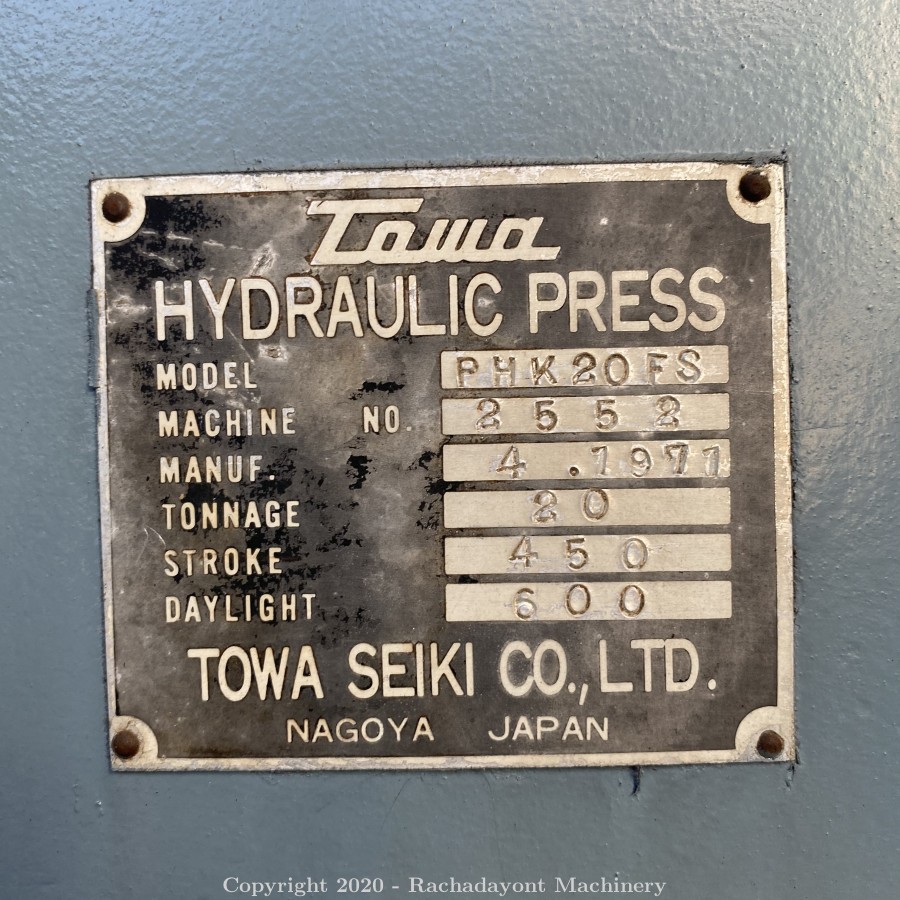 Towa
HYDRAULIC PRESS
MODEL PHK20FS
MACHINE NO. 2552
MANUF. 4.1971
TONNAGE 20
STROKE 450
DAYLIGHT 600
TOWA SEIKI CO., LTD.
NAGOYA JAPAN
Copyright 2020 - Rachadayont Machinery